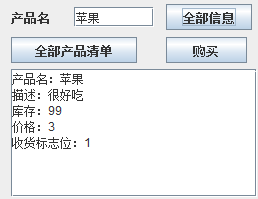 产品名 苹果 全部信息
全部产品清单 购买
产品名：苹果
描述：很好吃
库存：99
价格：3
收货标志位：1